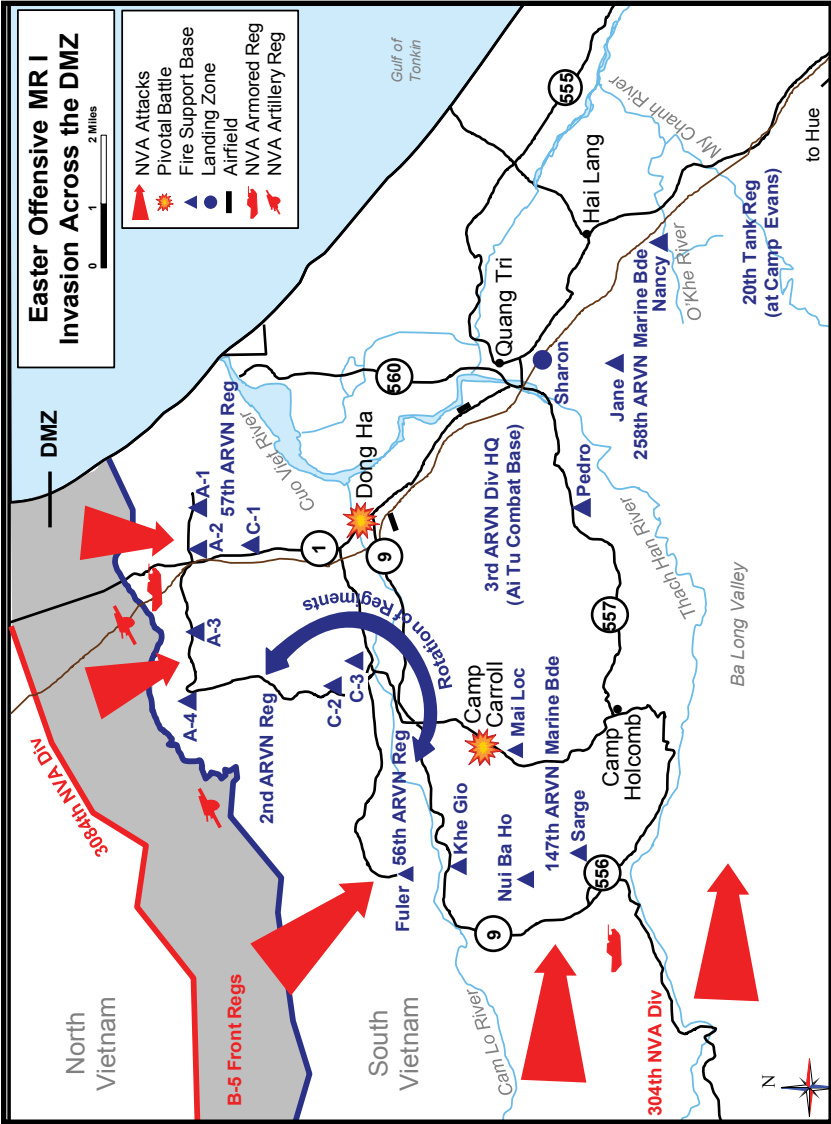 Easter Offensive MR I
Invasion Across the DMZ
0 1 2 Miles
NVA Attacks
Pivotal Battle
Fire Support Base
Landing Zone
Airfield
NVA Armored Reg
NVA Artillery Reg
DMZ
Gulf of
Tonkin
North
Vietnam
3084th NVA Div
B-5 Front Regs
South
Vietnam
A-4
A-3
A-2
A-1
57th ARVN Reg
C-1
2nd ARVN Reg
C-2
C-3
Cuo Viet River
560
1
9
Dong Ha
Rotation of Regiments
Fuler
56th ARVN Reg
Khe Gio
Cam Lo River
9
Nui Ba Ho
Camp
Carroll
Mai Loc
147th ARVN Marine Bde
Sarge
556
Camp
Holcomb
557
3rd ARVN Div HQ
(Ai Tu Combat Base)
Pedro
Quang Tri
Sharon
Jane
258th ARVN Marine Bde
Nancy
Hai Lang
555
My Chanh River
O'Khe River
20th Tank Reg
(at Camp Evans)
to Hue
Thach Han River
Ba Long Valley
304th NVA Div
N